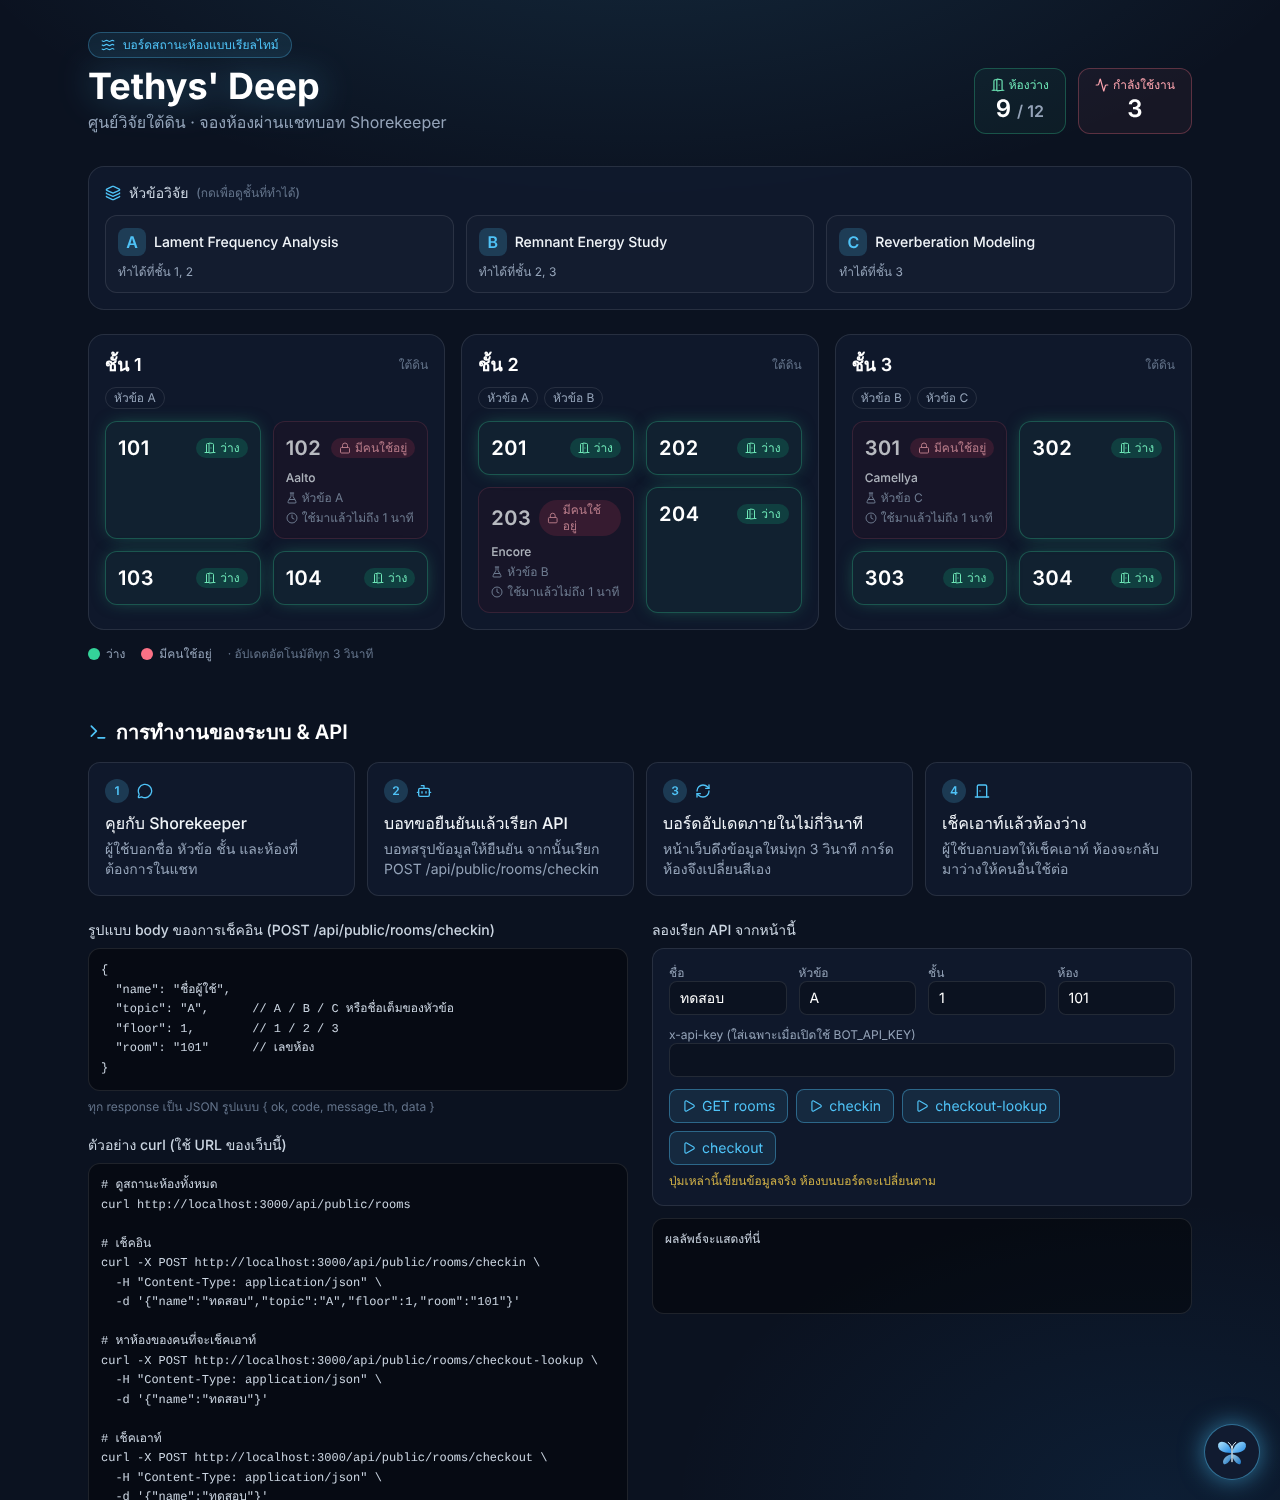 บอร์ดสถานะห้องแบบเรียลไทม์
Tethys' Deep
ศูนย์วิจัยใต้ดิน · จองห้องผ่านแชทบอท Shorekeeper
ห้องว่าง
9 / 12
กำลังใช้งาน
3
หัวข้อวิจัย (กดเพื่อดูชั้นที่ทำได้)
A Lament Frequency Analysis
ทำได้ที่ชั้น 1, 2
B Remnant Energy Study
ทำได้ที่ชั้น 2, 3
C Reverberation Modeling
ทำได้ที่ชั้น 3
ชั้น 1 ใต้ดิน
หัวข้อ A
101 ว่าง
102 มีคนใช้อยู่
Aalto
หัวข้อ A
ใช้มาแล้วไม่ถึง 1 นาที
103 ว่าง
104 ว่าง
ชั้น 2 ใต้ดิน
หัวข้อ A หัวข้อ B
201 ว่าง
202 ว่าง
203 มีคนใช้
อยู่
Encore
หัวข้อ B
ใช้มาแล้วไม่ถึง 1 นาที
204 ว่าง
ชั้น 3 ใต้ดิน
หัวข้อ B หัวข้อ C
301 มีคนใช้อยู่
Camellya
หัวข้อ C
ใช้มาแล้วไม่ถึง 1 นาที
302 ว่าง
303 ว่าง
304 ว่าง
ว่าง มีคนใช้อยู่ · อัปเดตอัตโนมัติทุก 3 วินาที
การทำงานของระบบ & API
1
คุยกับ Shorekeeper
ผู้ใช้บอกชื่อ หัวข้อ ชั้น และห้องที่
ต้องการในแชท
2
บอทขอยืนยันแล้วเรียก API
บอทสรุปข้อมูลให้ยืนยัน จากนั้นเรียก
POST /api/public/rooms/checkin
3
บอร์ดอัปเดตภายในไม่กี่วินาที
หน้าเว็บดึงข้อมูลใหม่ทุก 3 วินาที การ์ด
ห้องจึงเปลี่ยนสีเอง
4
เช็คเอาท์แล้วห้องว่าง
ผู้ใช้บอกบอทให้เช็คเอาท์ ห้องจะกลับ
มาว่างให้คนอื่นใช้ต่อ
รูปแบบ body ของการเช็คอิน (POST /api/public/rooms/checkin)
{
  "name": "ชื่อผู้ใช้",
  "topic": "A",      // A / B / C หรือชื่อเต็มของหัวข้อ
  "floor": 1,        // 1 / 2 / 3
  "room": "101"      // เลขห้อง
}
ทุก response เป็น JSON รูปแบบ { ok, code, message_th, data }
ตัวอย่าง curl (ใช้ URL ของเว็บนี้)
# ดูสถานะห้องทั้งหมด
curl http://localhost:3000/api/public/rooms
# เช็คอิน
curl -X POST http://localhost:3000/api/public/rooms/checkin \
  -H "Content-Type: application/json" \
  -d '{"name":"ทดสอบ","topic":"A","floor":1,"room":"101"}'
# หาห้องของคนที่จะเช็คเอาท์
curl -X POST http://localhost:3000/api/public/rooms/checkout-lookup \
  -H "Content-Type: application/json" \
  -d '{"name":"ทดสอบ"}'
# เช็คเอาท์
curl -X POST http://localhost:3000/api/public/rooms/checkout \
  -H "Content-Type: application/json" \
  -d '{"name":"ทดสอบ"}'
ลองเรียก API จากหน้านี้
ชื่อ หัวข้อ ชั้น ห้อง
ทดสอบ A 1 101
x-api-key (ใส่เฉพาะเมื่อเปิดใช้ BOT_API_KEY)
GET rooms checkin checkout-lookup
checkout
ปุ่มเหล่านี้เขียนข้อมูลจริง ห้องบนบอร์ดจะเปลี่ยนตาม
ผลลัพธ์จะแสดงที่นี่